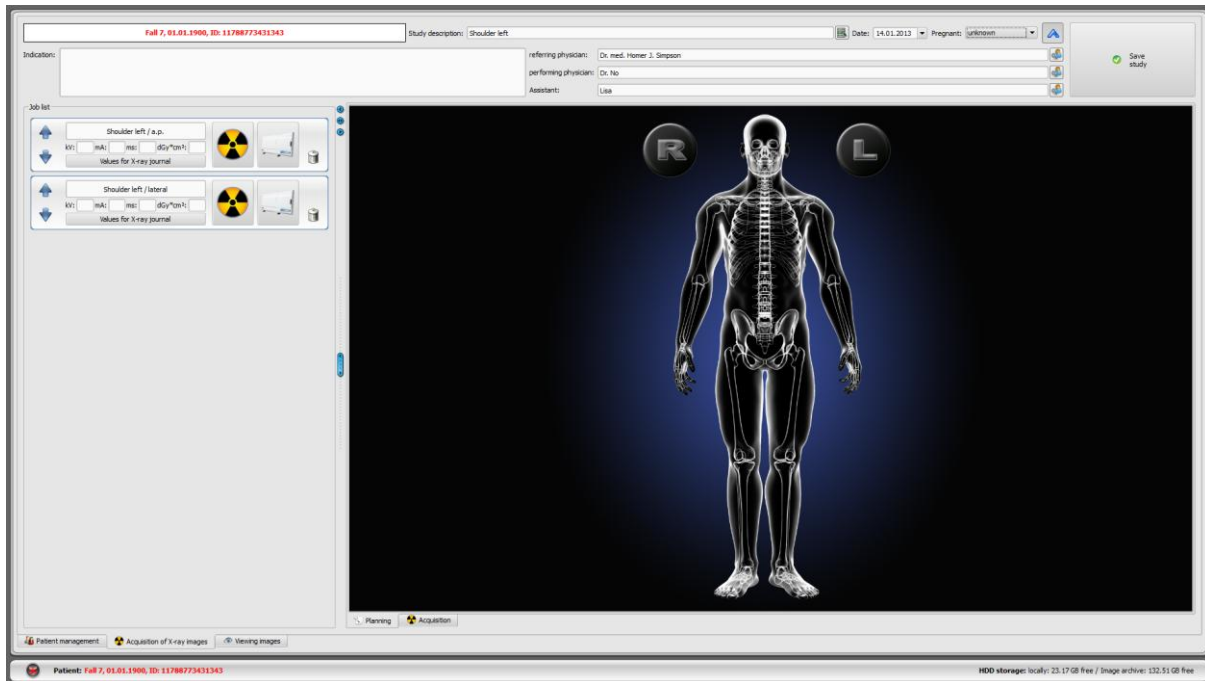 Fall 7, 01.01.1900, ID: 11788773431343
Study description: Shoulder left Date: 14.01.2013 Pregnant: unknown
Indication:
referring physician: Dr. med. Homer J. Simpson
performing physician: Dr. No
Assistant: Lisa
Save
study
Job list
Shoulder left / a.p.
kV: mA: ms: dGy*cm²:
Values for X-ray journal
Shoulder left / lateral
kV: mA: ms: dGy*cm²:
Values for X-ray journal
R L
Planning Acquisition
Patient management Acquisition of X-ray images Viewing images
Patient: Fall 7, 01.01.1900, ID: 11788773431343
HDD storage: locally: 23.17 GB free / Image archive: 132.51 GB free